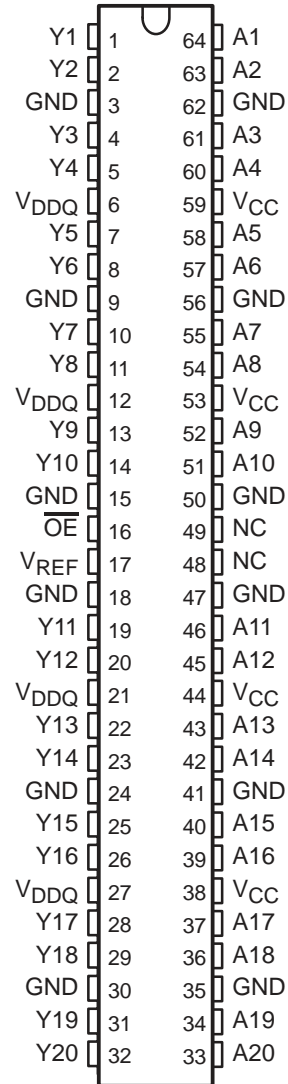 Y1 1 64 A1
Y2 2 63 A2
GND 3 62 GND
Y3 4 61 A3
Y4 5 60 A4
VDDQ 6 59 VCC
Y5 7 58 A5
Y6 8 57 A6
GND 9 56 GND
Y7 10 55 A7
Y8 11 54 A8
VDDQ 12 53 VCC
Y9 13 52 A9
Y10 14 51 A10
GND 15 50 GND
O̅E̅ 16 49 NC
VREF 17 48 NC
GND 18 47 GND
Y11 19 46 A11
Y12 20 45 A12
VDDQ 21 44 VCC
Y13 22 43 A13
Y14 23 42 A14
GND 24 41 GND
Y15 25 40 A15
Y16 26 39 A16
VDDQ 27 38 VCC
Y17 28 37 A17
Y18 29 36 A18
GND 30 35 GND
Y19 31 34 A19
Y20 32 33 A20